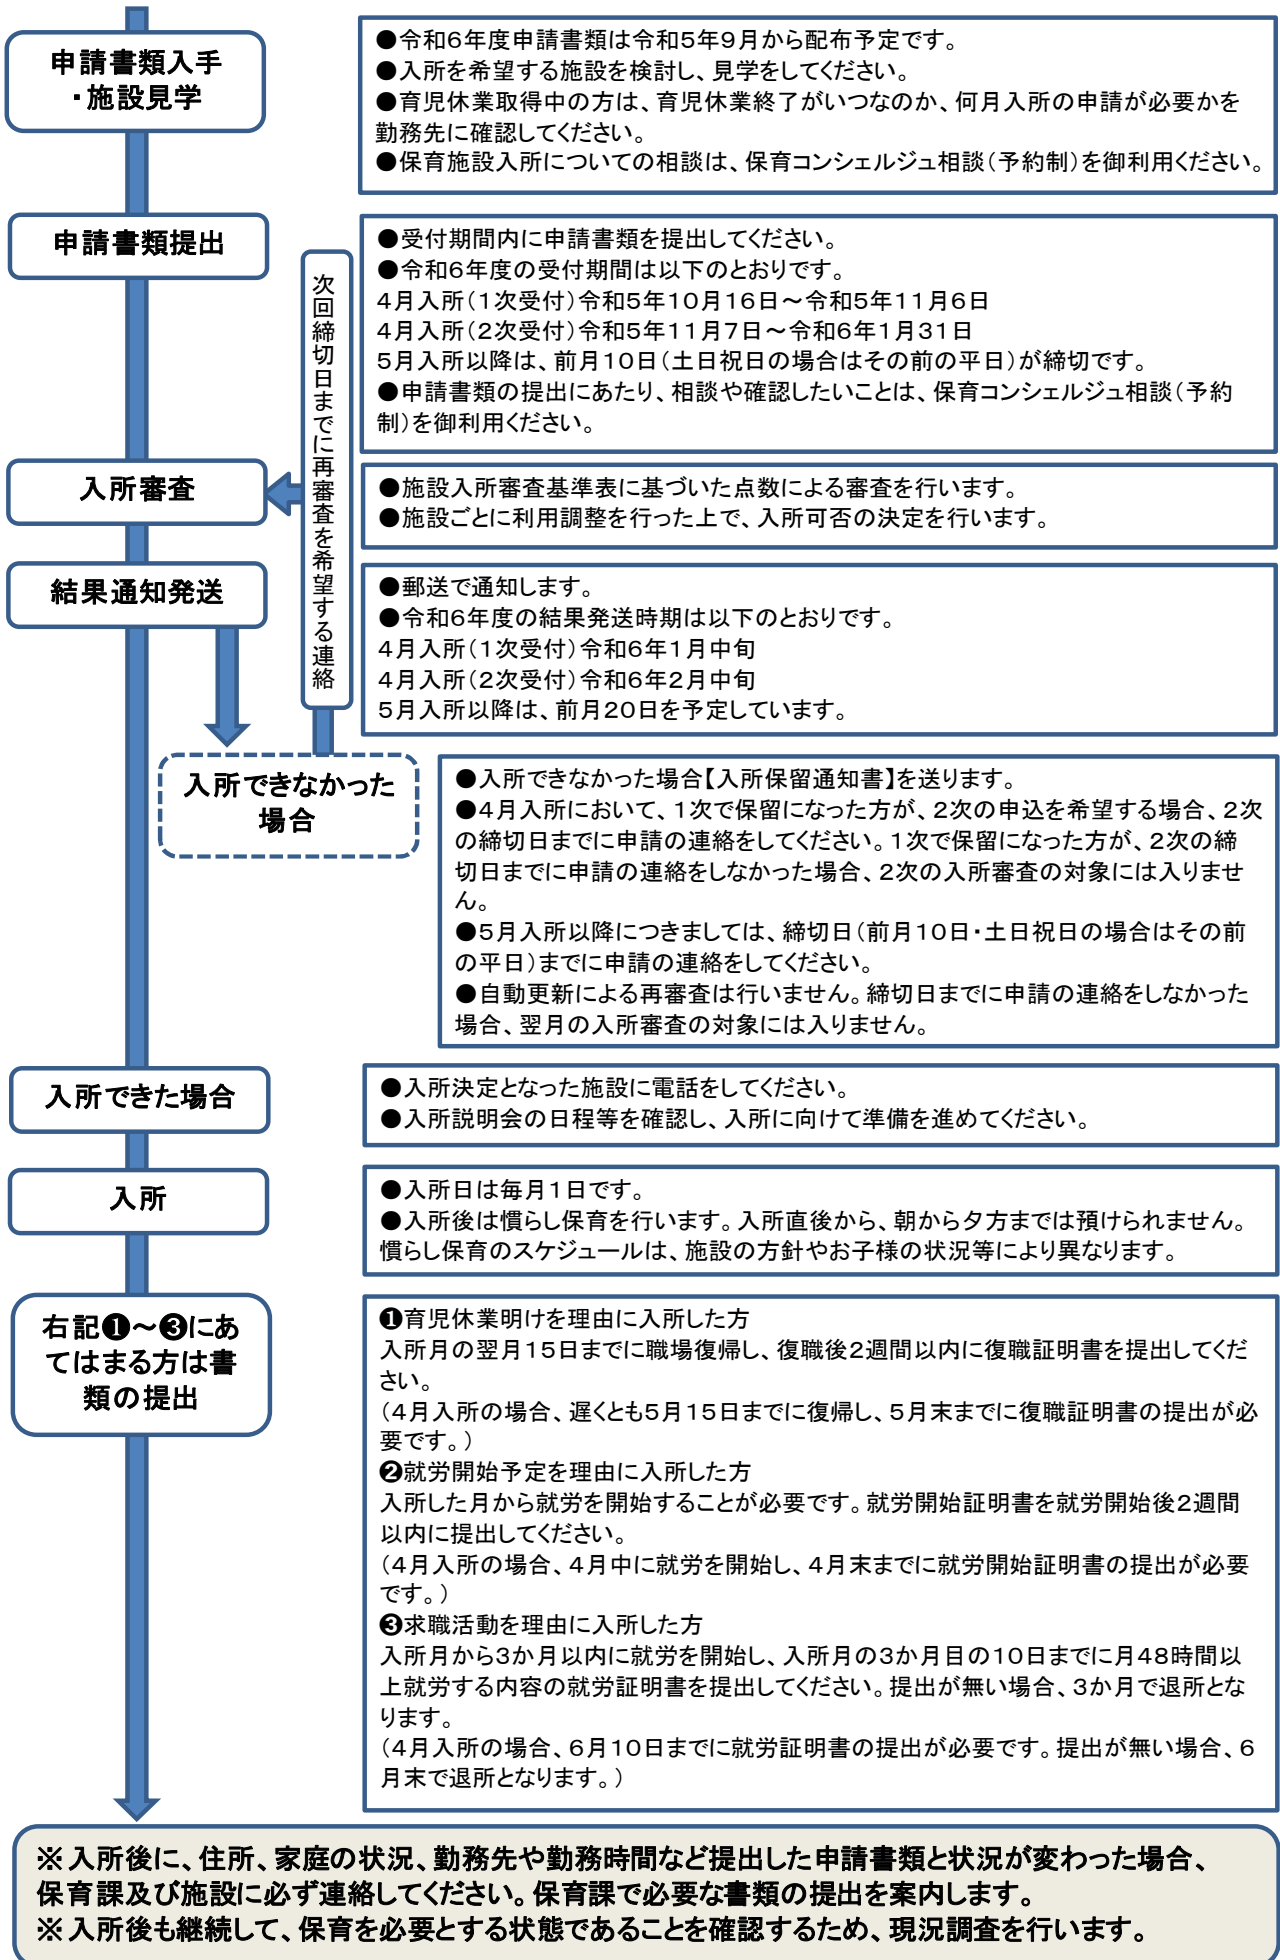 申請書類入手
・施設見学
●令和6年度申請書類は令和5年9月から配布予定です。
●入所を希望する施設を検討し、見学をしてください。
●育児休業取得中の方は、育児休業終了がいつなのか、何月入所の申請が必要かを
勤務先に確認してください。
●保育施設入所についての相談は、保育コンシェルジュ相談（予約制）を御利用ください。
申請書類提出
●受付期間内に申請書類を提出してください。
●令和6年度の受付期間は以下のとおりです。
4月入所（1次受付）令和5年10月16日～令和5年11月6日
4月入所（2次受付）令和5年11月7日～令和6年1月31日
5月入所以降は、前月10日（土日祝日の場合はその前の平日）が締切です。
●申請書類の提出にあたり、相談や確認したいことは、保育コンシェルジュ相談（予約
制）を御利用ください。
次回締切日までに再審査を希望する連絡
入所審査
●施設入所審査基準表に基づいた点数による審査を行います。
●施設ごとに利用調整を行った上で、入所可否の決定を行います。
結果通知発送
●郵送で通知します。
●令和6年度の結果発送時期は以下のとおりです。
4月入所（1次受付）令和6年1月中旬
4月入所（2次受付）令和6年2月中旬
5月入所以降は、前月20日を予定しています。
入所できなかった
場合
●入所できなかった場合【入所保留通知書】を送ります。
●4月入所において、1次で保留になった方が、2次の申込を希望する場合、2次
の締切日までに申請の連絡をしてください。1次で保留になった方が、2次の締
切日までに申請の連絡をしなかった場合、2次の入所審査の対象には入りませ
ん。
●5月入所以降につきましては、締切日（前月10日・土日祝日の場合はその前
の平日）までに申請の連絡をしてください。
●自動更新による再審査は行いません。締切日までに申請の連絡をしなかった
場合、翌月の入所審査の対象には入りません。
入所できた場合
●入所決定となった施設に電話をしてください。
●入所説明会の日程等を確認し、入所に向けて準備を進めてください。
入所
●入所日は毎月1日です。
●入所後は慣らし保育を行います。入所直後から、朝から夕方までは預けられません。
慣らし保育のスケジュールは、施設の方針やお子様の状況等により異なります。
右記❶～❸にあ
てはまる方は書
類の提出
❶育児休業明けを理由に入所した方
入所月の翌月15日までに職場復帰し、復職後2週間以内に復職証明書を提出してくだ
さい。
（4月入所の場合、遅くとも5月15日までに復帰し、5月末までに復職証明書の提出が必
要です。）
❷就労開始予定を理由に入所した方
入所した月から就労を開始することが必要です。就労開始証明書を就労開始後2週間
以内に提出してください。
（4月入所の場合、4月中に就労を開始し、4月末までに就労開始証明書の提出が必要
です。）
❸求職活動を理由に入所した方
入所月から3か月以内に就労を開始し、入所月の3か月目の10日までに月48時間以
上就労する内容の就労証明書を提出してください。提出が無い場合、3か月で退所とな
ります。
（4月入所の場合、6月10日までに就労証明書の提出が必要です。提出が無い場合、6
月末で退所となります。）
※入所後に、住所、家庭の状況、勤務先や勤務時間など提出した申請書類と状況が変わった場合、
保育課及び施設に必ず連絡してください。保育課で必要な書類の提出を案内します。
※入所後も継続して、保育を必要とする状態であることを確認するため、現況調査を行います。